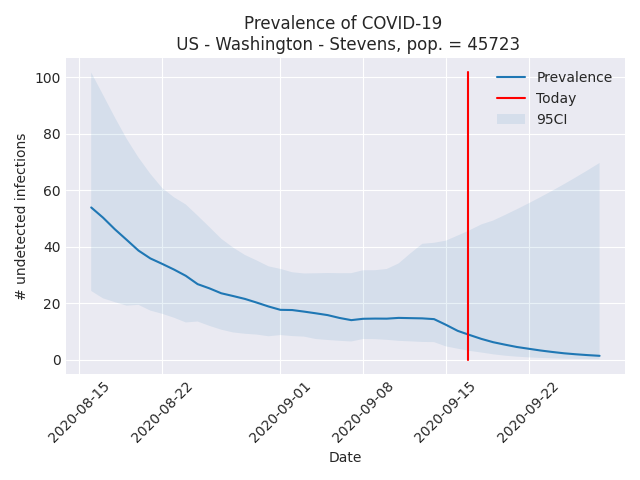 Prevalence of COVID-19
US - Washington - Stevens, pop. = 45723
Prevalence
Today
95CI
# undetected infections
100
80
60
40
20
0
2020-08-15
2020-08-22
2020-09-01
2020-09-08
2020-09-15
2020-09-22
Date